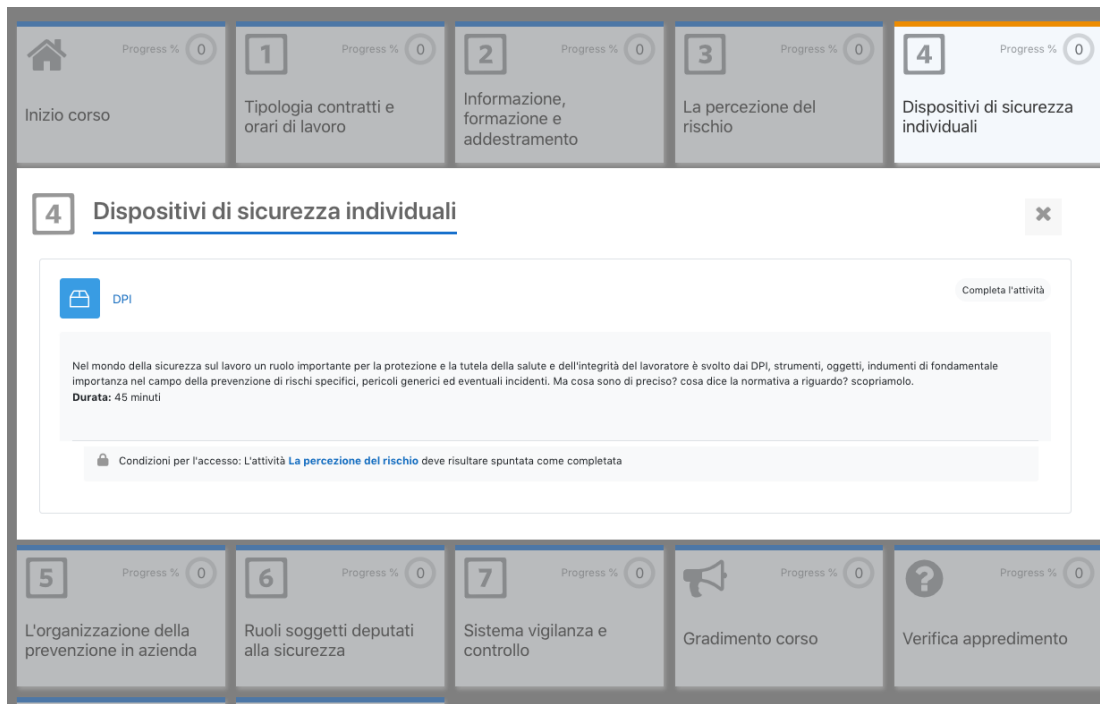 Progress % 0
Inizio corso
1
Progress % 0
Tipologia contratti e
orari di lavoro
2
Progress % 0
Informazione,
formazione e
addestramento
3
Progress % 0
La percezione del
rischio
4
Progress % 0
Dispositivi di sicurezza
individuali
4
Dispositivi di sicurezza individuali
DPI
Completa l'attività
Nel mondo della sicurezza sul lavoro un ruolo importante per la protezione e la tutela della salute e dell'integrità del lavoratore è svolto dai DPI, strumenti, oggetti, indumenti di fondamentale
importanza nel campo della prevenzione di rischi specifici, pericoli generici ed eventuali incidenti. Ma cosa sono di preciso? cosa dice la normativa a riguardo? scopriamolo.
Durata: 45 minuti
Condizioni per l'accesso: L'attività La percezione del rischio deve risultare spuntata come completata
5
Progress % 0
L'organizzazione della
prevenzione in azienda
6
Progress % 0
Ruoli soggetti deputati
alla sicurezza
7
Progress % 0
Sistema vigilanza e
controllo
Progress % 0
Gradimento corso
?
Progress % 0
Verifica appredimento